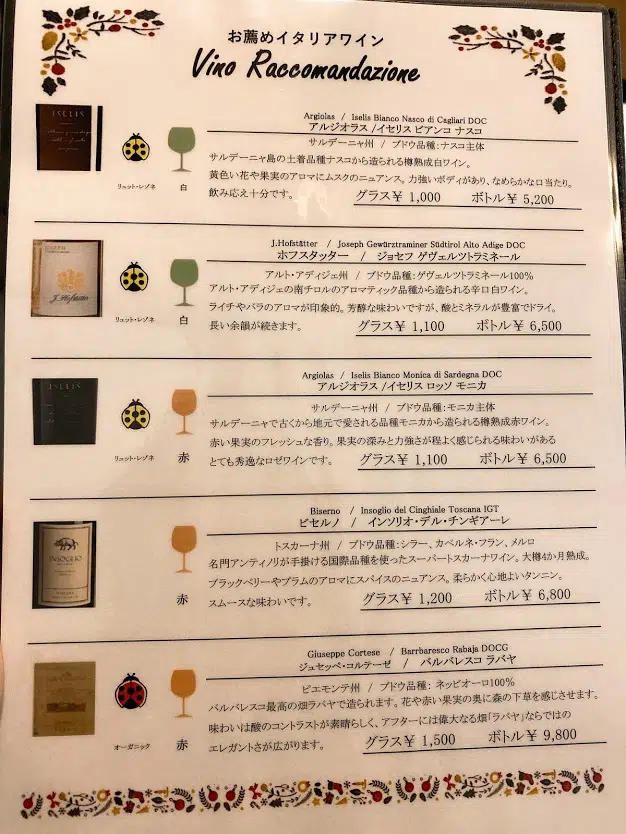 お薦めイタリアワイン
Vino Raccomandazione
Argiolas / Iselis Bianco Nasco di Cagliari DOC
アルジオラス /イセリス ビアンコ ナスコ
サルデーニャ州 / ブドウ品種:ナスコ主体
サルデーニャ島の土着品種ナスコから造られる樽熟成白ワイン。
黄色い花や果実のアロマにムスクのニュアンス。力強いボディがあり、なめらかな口当たり。
飲み応え十分です。 グラス¥ 1,000 ボトル¥ 5,200
ISELIS
リュット・レゾネ 白
J.Hofstätter / Joseph Gewürztraminer Südtirol Alto Adige DOC
ホフスタッター / ジョセフ ゲヴェルツトラミネール
アルト・アディジェ州 / ブドウ品種:ゲヴェルツトラミネール100%
アルト・アディジェの南チロルのアロマティック品種から造られる辛口白ワイン。
ライチやバラのアロマが印象的。芳醇な味わいですが、酸とミネラルが豊富でドライ。
長い余韻が続きます。 グラス¥ 1,100 ボトル¥ 6,500
J. Hofstätter
リュット・レゾネ 白
Argiolas / Iselis Bianco Monica di Sardegna DOC
アルジオラス /イセリス ロッソ モニカ
サルデーニャ州 / ブドウ品種:モニカ主体
サルデーニャで古くから地元で愛される品種モニカから造られる樽熟成赤ワイン。
赤い果実のフレッシュな香り。果実の深みと力強さが程よく感じられる味わいがある
とても秀逸なロゼワインです。 グラス¥ 1,100 ボトル¥ 6,500
ISELIS
リュット・レゾネ 赤
Biserno / Insoglio del Cinghiale Toscana IGT
ビセルノ / インソリオ・デル・チンギアーレ
トスカーナ州 / ブドウ品種:シラー、カベルネ・フラン、メルロ
名門アンティノリが手掛ける国際品種を使ったスーパートスカーナワイン。大樽4か月熟成。
ブラックベリーやプラムのアロマにスパイスのニュアンス。柔らかく心地よいタンニン。
スムースな味わいです。 グラス¥ 1,200 ボトル¥ 6,800
INSOGLIO
赤
Giuseppe Cortese / Barrbaresco Rabaja DOCG
ジュセッペ・コルテーゼ / バルバレスコ ラバヤ
ピエモンテ州 / ブドウ品種: ネッビーオロ100%
バルバレスコ最高の畑ラバヤで造られます。花や赤い果実の奥に森の下草を感じさせます。
味わいは酸のコントラストが素晴らしく、アフターには偉大なる畑「ラバヤ」ならではの
エレガントさが広がります。 グラス¥ 1,500 ボトル¥ 9,800
オーガニック 赤